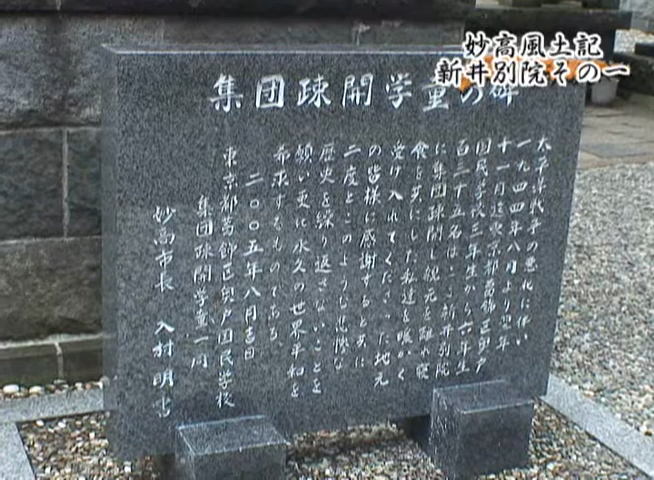 妙高風土記
新井別院その一
集団疎開学童の碑
太平洋戦争の悪化に伴い
一九四四年八月より翌年
十一月迄東京都葛飾区奥戸
国民学校三年生から六年生
百三十五名はここ新井別院
に集団疎開し親元を離れ寝
食を共にした私達を暖かく
受け入れてくださった地元
の皆様に感謝すると共に
二度とこのような悲惨な
歴史を繰り返さないことを
願い更に永久の世界平和を
希求するものである
二〇〇五年八月吉日
東京都葛飾区奥戸国民学校
集団疎開学童一同
妙高市長 入村明書